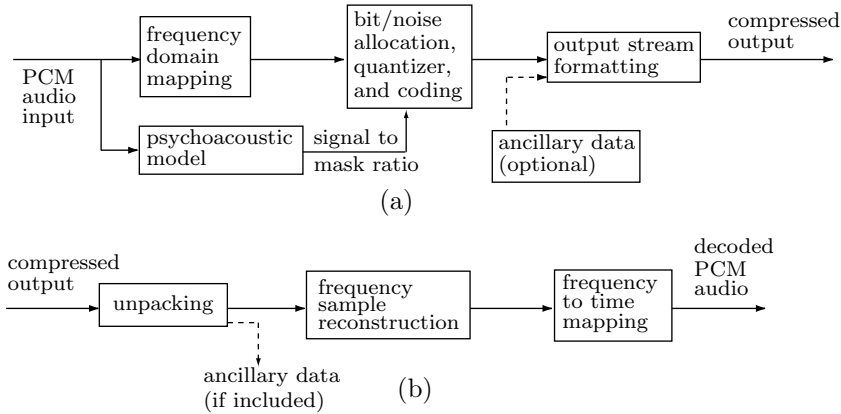 PCM
audio
input
frequency
domain
mapping
psychoacoustic
model
signal to
mask ratio
bit/noise
allocation,
quantizer,
and coding
output stream
formatting
ancillary data
(optional)
compressed
output
(a)
compressed
output
unpacking
ancillary data
(if included)
frequency
sample
reconstruction
frequency
to time
mapping
decoded
PCM
audio
(b)